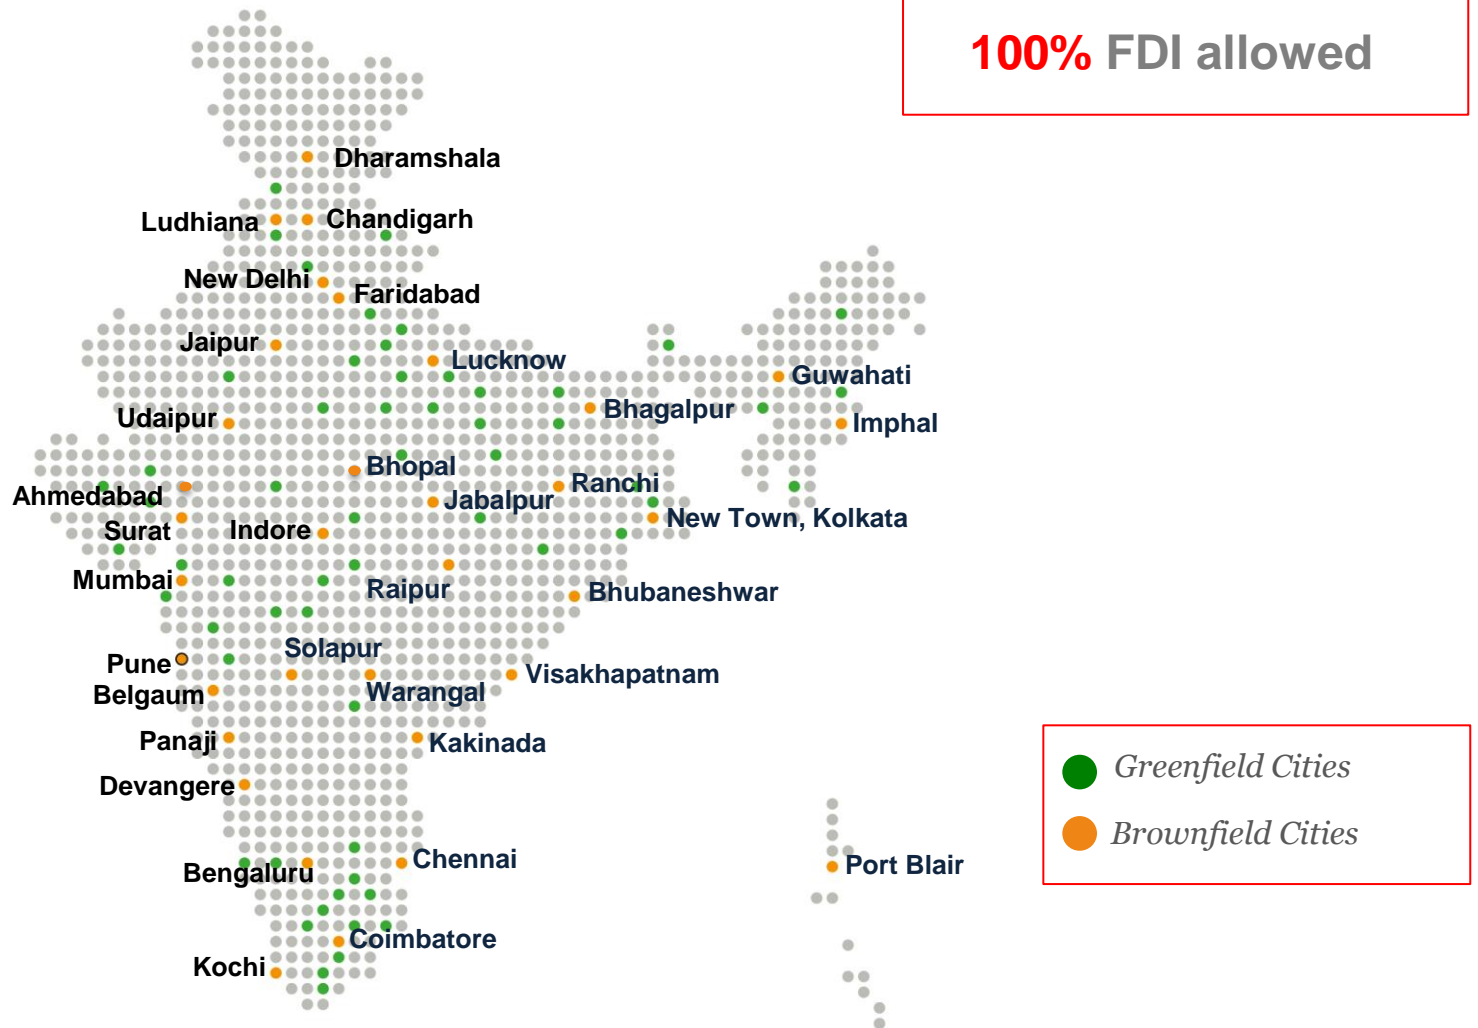 100% FDI allowed
Dharamshala
Ludhiana
Chandigarh
New Delhi
Faridabad
Jaipur
Lucknow
Guwahati
Udaipur
Bhagalpur
Imphal
Bhopal
Ahmedabad
Jabalpur
Ranchi
Surat
Indore
New Town, Kolkata
Mumbai
Raipur
Bhubaneshwar
Solapur
Pune
Belgaum
Warangal
Visakhapatnam
Panaji
Kakinada
Devangere
Greenfield Cities
Brownfield Cities
Bengaluru
Chennai
Port Blair
Coimbatore
Kochi